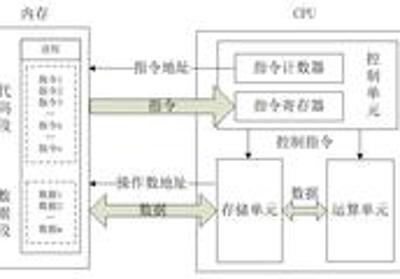 内存
CPU
进程
代码段
指令1
指令2
指令3
...
指令n
数据段
数据1
数据2
...
数据n
指令地址
指令
操作数地址
数据
指令计数器
指令寄存器
控制单元
控制指令
存储单元
数据
运算单元